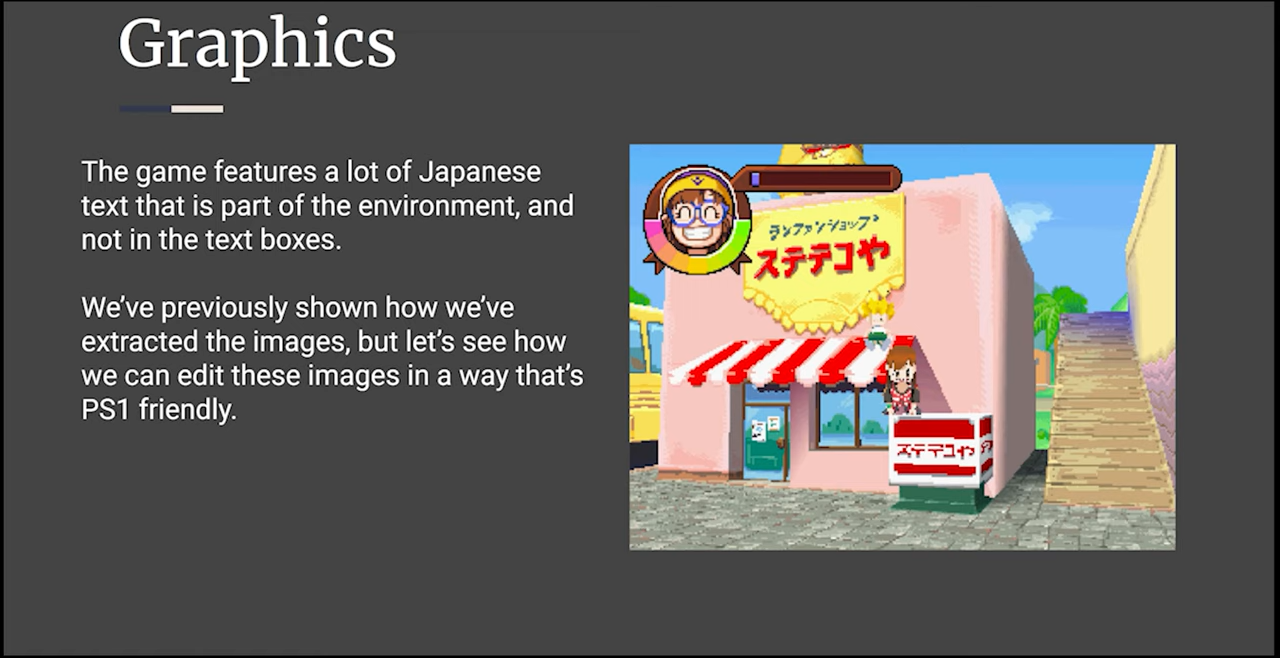 Graphics
The game features a lot of Japanese
text that is part of the environment, and
not in the text boxes.
We’ve previously shown how we’ve
extracted the images, but let’s see how
we can edit these images in a way that’s
PS1 friendly.
ランファンショップ
ステテコや
ステテコや